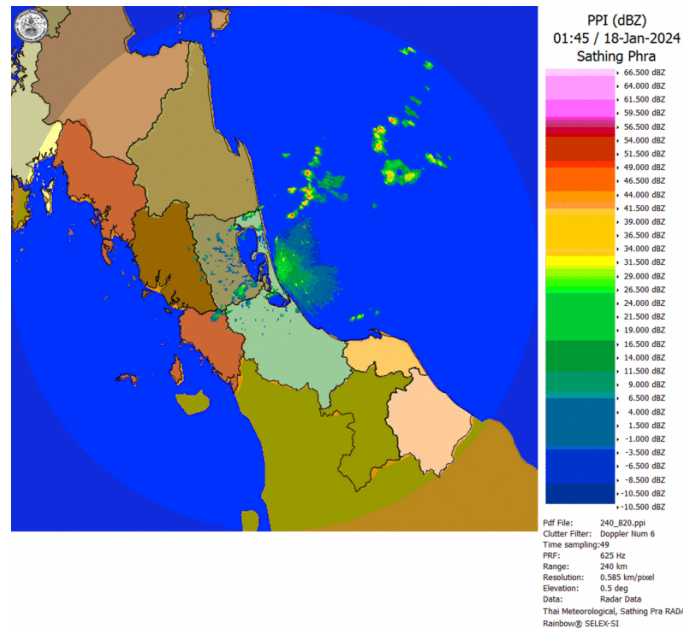 PPI (dBZ)
01:45 / 18-Jan-2024
Sathing Phra
66.500 dBZ
64.000 dBZ
61.500 dBZ
59.500 dBZ
56.500 dBZ
54.000 dBZ
51.500 dBZ
49.000 dBZ
46.500 dBZ
44.000 dBZ
41.500 dBZ
39.000 dBZ
36.500 dBZ
34.000 dBZ
31.500 dBZ
29.000 dBZ
26.500 dBZ
24.000 dBZ
21.500 dBZ
19.000 dBZ
16.500 dBZ
14.000 dBZ
11.500 dBZ
9.000 dBZ
6.500 dBZ
4.000 dBZ
1.500 dBZ
-1.000 dBZ
-3.500 dBZ
-6.500 dBZ
-8.500 dBZ
-10.500 dBZ
-10.500 dBZ
Pdf File: 240_820.ppi
Clutter Filter: Doppler Num 6
Time sampling:49
PRF: 625 Hz
Range: 240 km
Resolution: 0.585 km/pixel
Elevation: 0.5 deg
Data: Radar Data
Thai Meteorological, Sathing Pra RADA
Rainbow® SELEX-SI